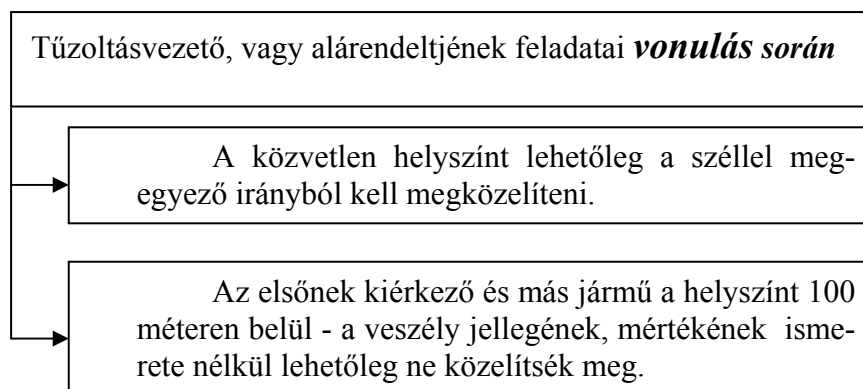 Tűzoltásvezető, vagy alárendeltjének feladatai vonulás során
A közvetlen helyszínt lehetőleg a széllel meg-
egyező irányból kell megközelíteni.
Az elsőnek kiérkező és más jármű a helyszínt 100
méteren belül - a veszély jellegének, mértékének isme-
rete nélkül lehetőleg ne közelítsék meg.